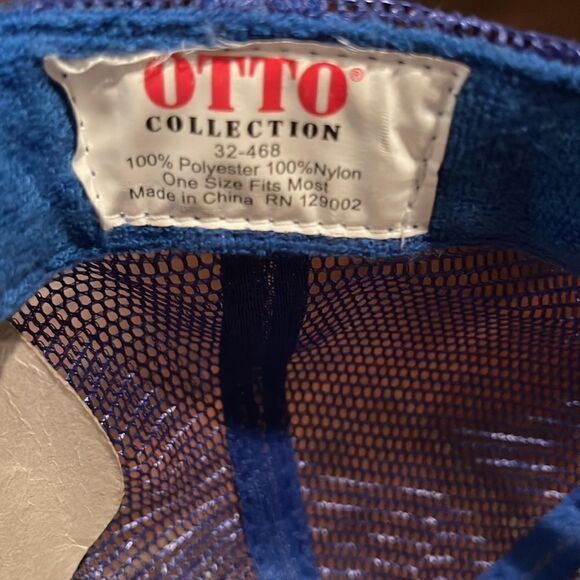 OTTO®
COLLECTION
32-468
100% Polyester 100%Nylon
One Size Fits Most
Made in China RN 129002